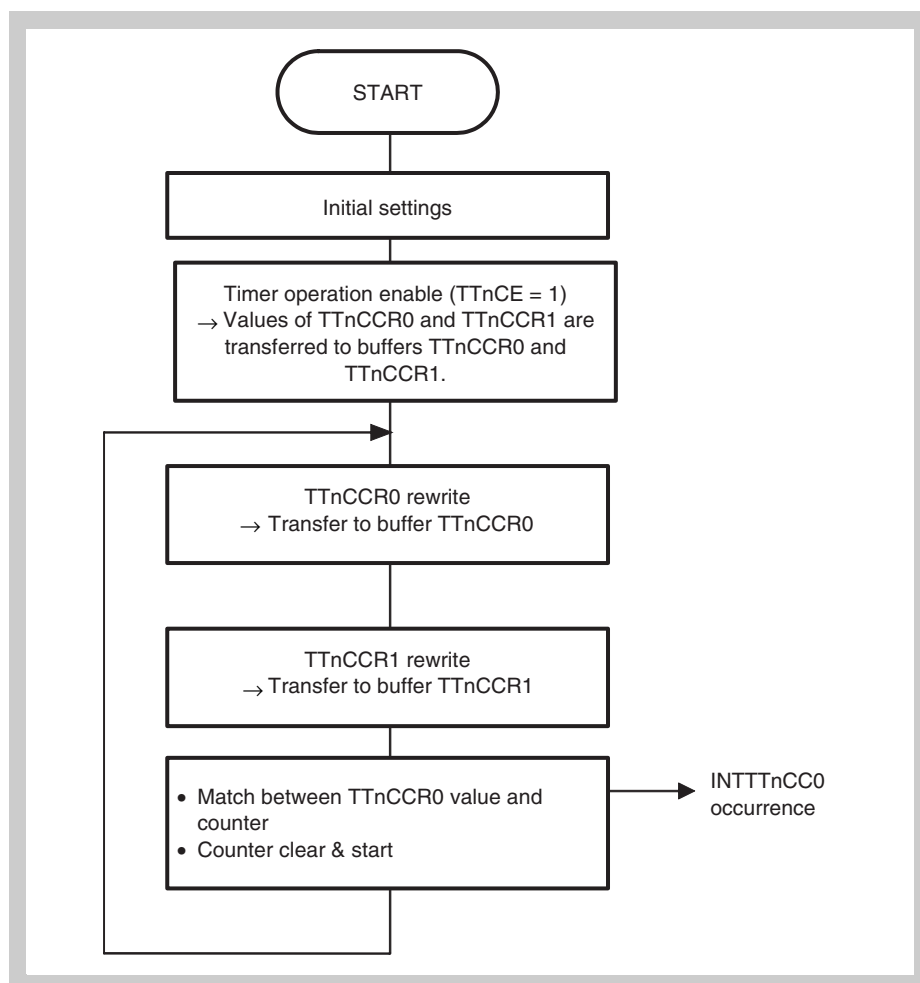 START
Initial settings
Timer operation enable (TTnCE = 1)
→ Values of TTnCCR0 and TTnCCR1 are
transferred to buffers TTnCCR0 and
TTnCCR1.
TTnCCR0 rewrite
→ Transfer to buffer TTnCCR0
TTnCCR1 rewrite
→ Transfer to buffer TTnCCR1
• Match between TTnCCR0 value and
counter
• Counter clear & start
INTTTnCC0
occurrence